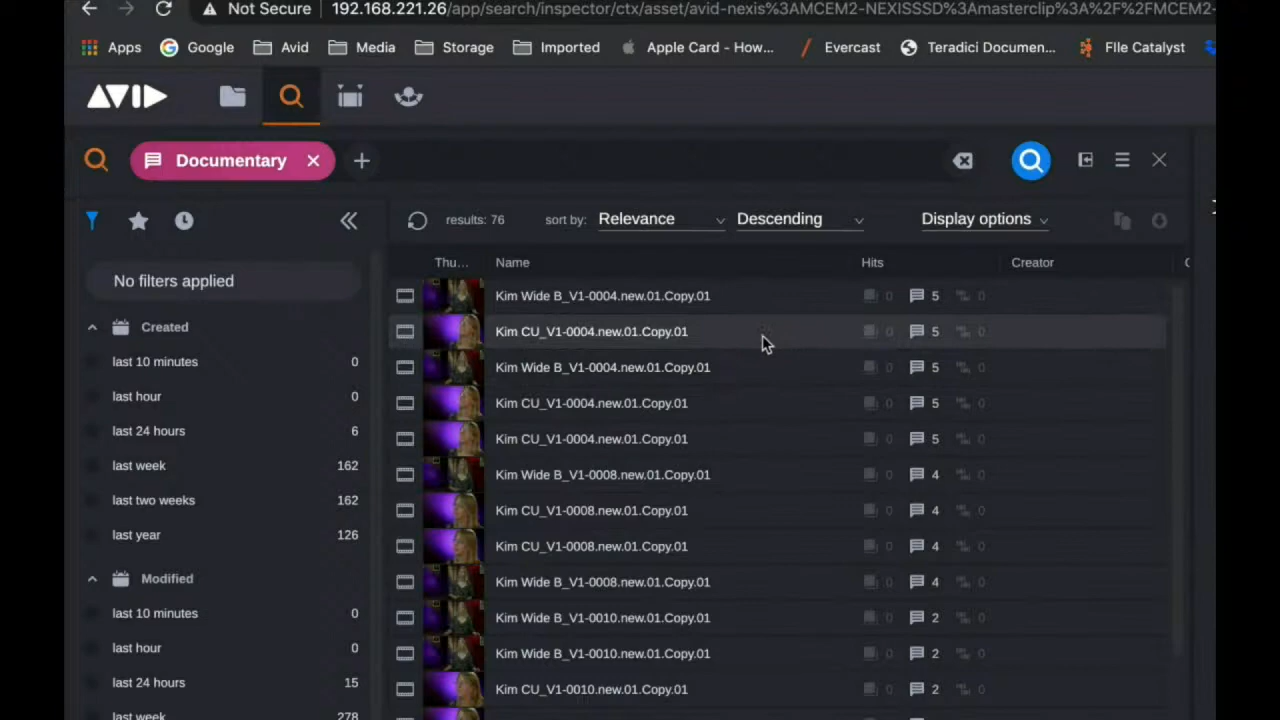 Not Secure 192.168.221.26/app/search/inspector/ctx/asset/avid-nexis%3AMCEM2-NEXISSSD%3Amasterclip%3A%2F%2FMCEM2-
Apps Google Avid Media Storage Imported Apple Card - How... Evercast Teradici Documen... FIle Catalyst
AVID
Documentary
results: 76 sort by: Relevance Descending Display options
Thu... Name Hits Creator
No filters applied
Kim Wide B_V1-0004.new.01.Copy.01 0 5 0
Created
Kim CU_V1-0004.new.01.Copy.01 0 5 0
last 10 minutes 0
Kim Wide B_V1-0004.new.01.Copy.01 0 5 0
last hour 0
Kim CU_V1-0004.new.01.Copy.01 0 5 0
last 24 hours 6
Kim CU_V1-0004.new.01.Copy.01 0 5 0
last week 162
Kim Wide B_V1-0008.new.01.Copy.01 0 4 0
last two weeks 162
Kim CU_V1-0008.new.01.Copy.01 0 4 0
last year 126
Kim CU_V1-0008.new.01.Copy.01 0 4 0
Modified
Kim Wide B_V1-0008.new.01.Copy.01 0 4 0
last 10 minutes 0
Kim Wide B_V1-0010.new.01.Copy.01 0 2 0
last hour 0
Kim Wide B_V1-0010.new.01.Copy.01 0 2 0
last 24 hours 15
Kim CU_V1-0010.new.01.Copy.01 0 2 0
last week 278